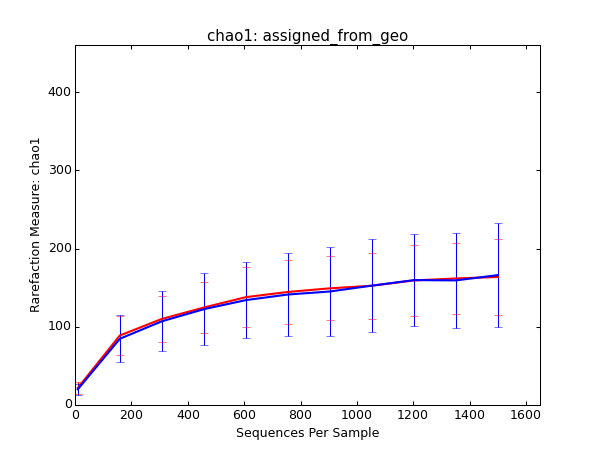 chao1: assigned_from_geo
400
300
200
100
0
Rarefaction Measure: chao1
0 200 400 600 800 1000 1200 1400 1600
Sequences Per Sample